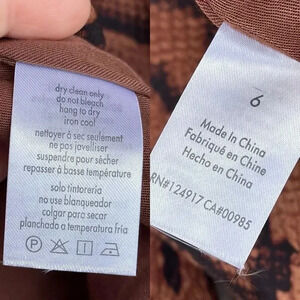 dry clean only
do not bleach
hang to dry
iron cool
nettoyer à sec seulement
ne pas javelliser
suspendre pour sécher
repasser à basse température
solo tintoreria
no use blanqueador
colgar para secar
planchado a temperatura fria
P
6
Made in China
Fabriqué en Chine
Hecho en China
RN#124917 CA#00985